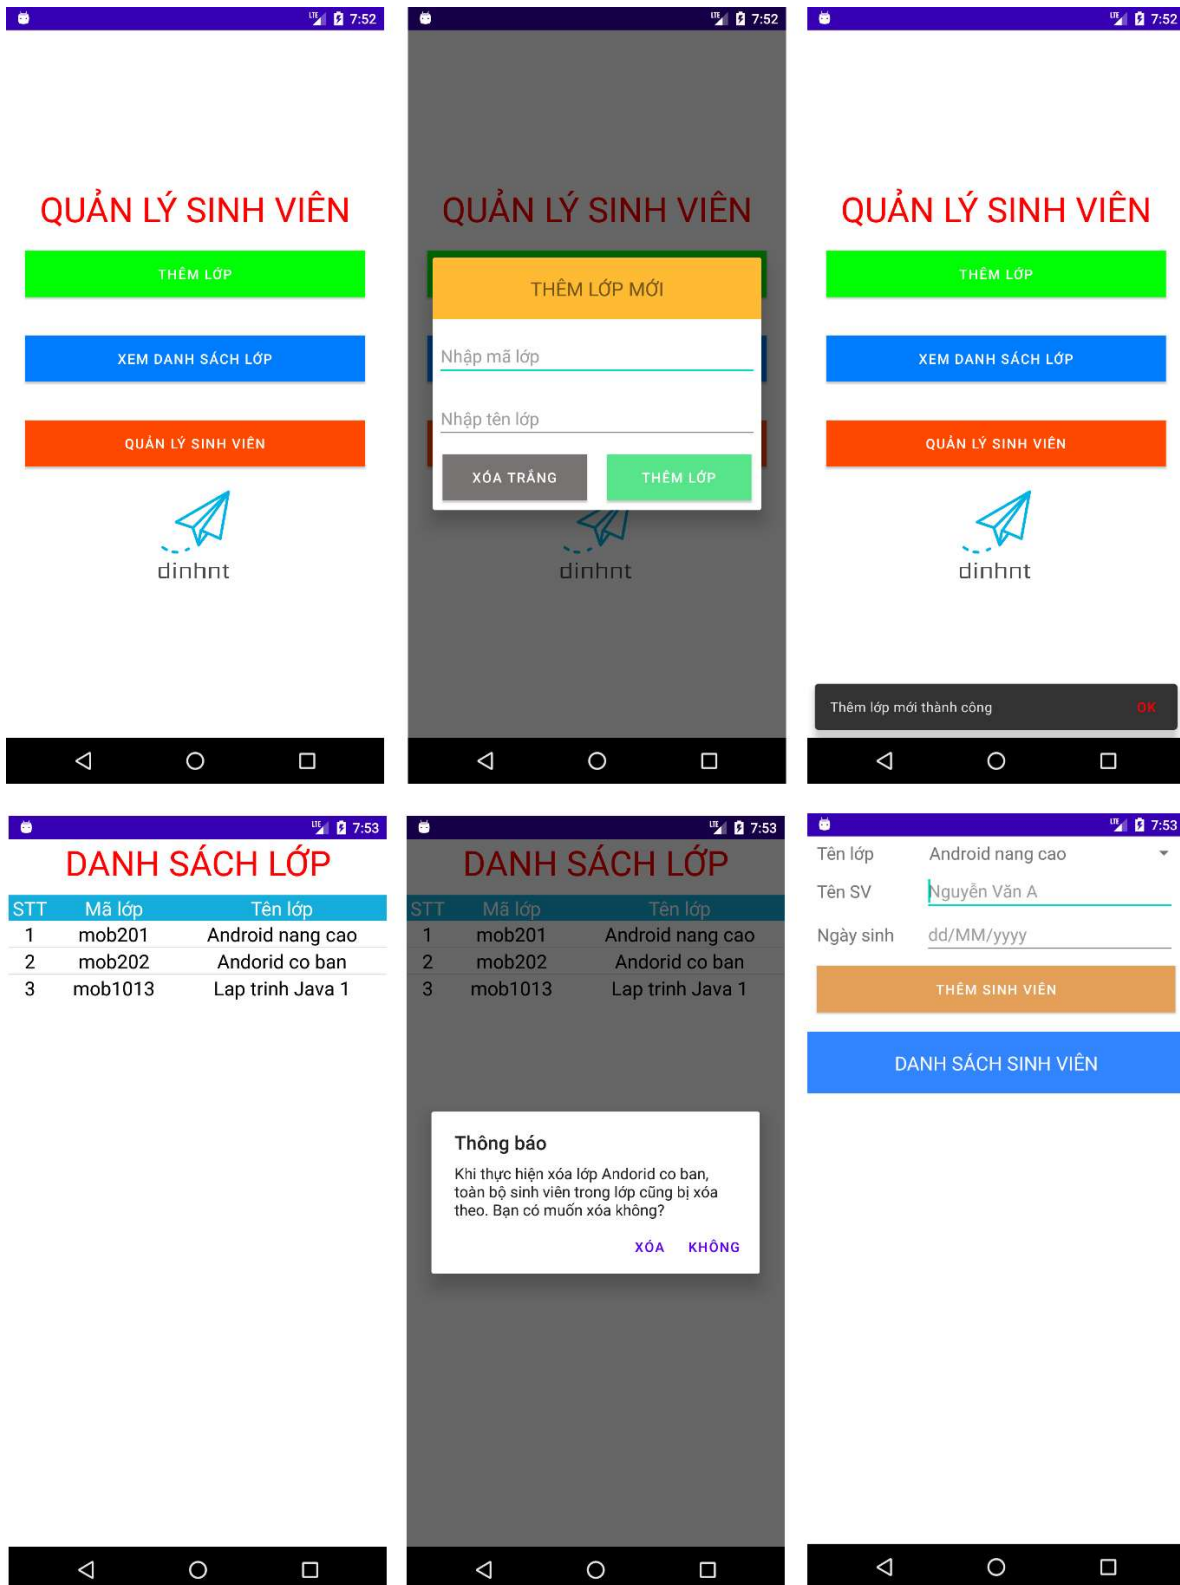 LTE 7:52
QUẢN LÝ SINH VIÊN
THÊM LỚP
XEM DANH SÁCH LỚP
QUẢN LÝ SINH VIÊN
dinhnt
LTE 7:52
QUẢN LÝ SINH VIÊN
THÊM LỚP MỚI
Nhập mã lớp
Nhập tên lớp
XÓA TRẮNG THÊM LỚP
dinhnt
LTE 7:52
QUẢN LÝ SINH VIÊN
THÊM LỚP
XEM DANH SÁCH LỚP
QUẢN LÝ SINH VIÊN
dinhnt
Thêm lớp mới thành công OK
LTE 7:53
DANH SÁCH LỚP
STT Mã lớp Tên lớp
1 mob201 Android nang cao
2 mob202 Andorid co ban
3 mob1013 Lap trinh Java 1
LTE 7:53
DANH SÁCH LỚP
STT Mã lớp Tên lớp
1 mob201 Android nang cao
2 mob202 Andorid co ban
3 mob1013 Lap trinh Java 1
Thông báo
Khi thực hiện xóa lớp Andorid co ban,
toàn bộ sinh viên trong lớp cũng bị xóa
theo. Bạn có muốn xóa không?
XÓA KHÔNG
LTE 7:53
Tên lớp Android nang cao
Tên SV Nguyễn Văn A
Ngày sinh dd/MM/yyyy
THÊM SINH VIÊN
DANH SÁCH SINH VIÊN